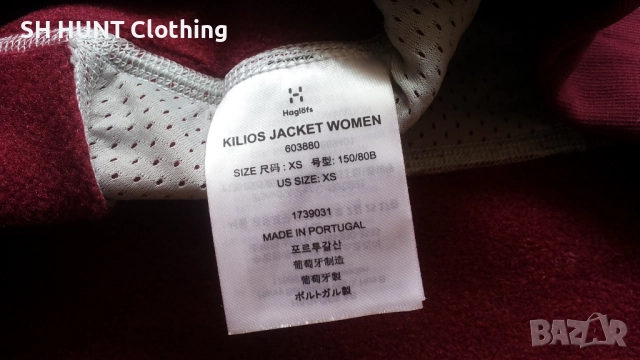 SH HUNT Clothing
Haglöfs
KILIOS JACKET WOMEN
603880
SIZE 尺码 : XS 号型: 150/80B
US SIZE: XS
1739031
MADE IN PORTUGAL
포르투갈산
葡萄牙制造
葡萄牙製
ポルトガル製
BAZAR.bg